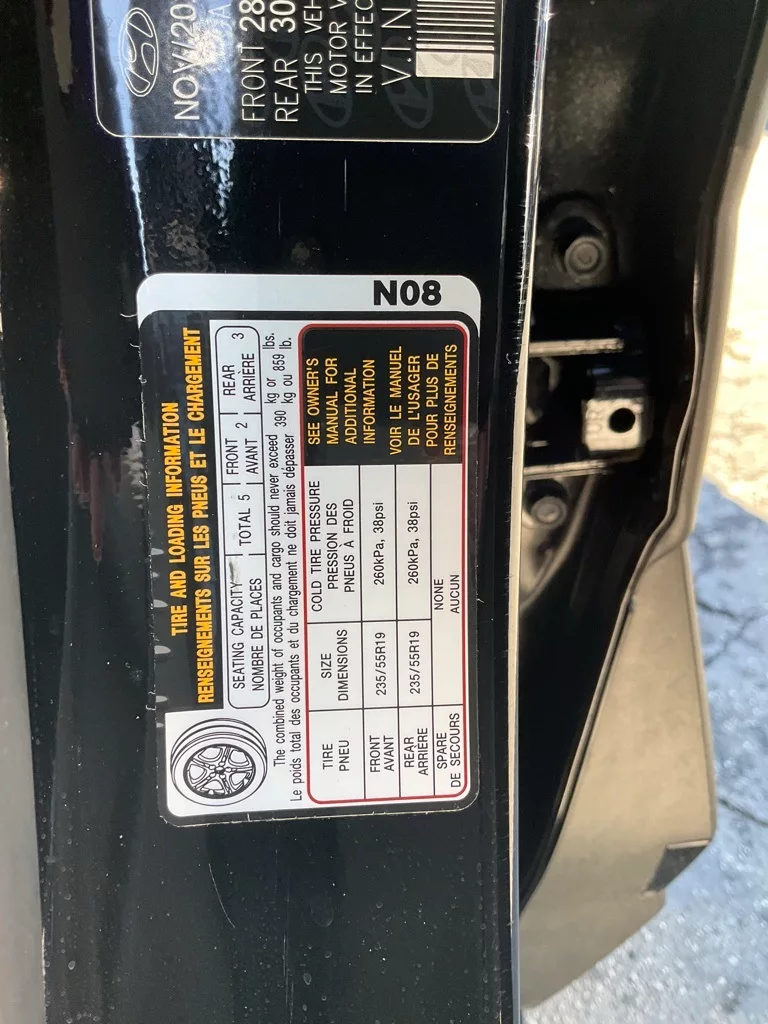 NOV/20
FRONT 28
REAR 30
THIS VEH
MOTOR V
IN EFFEC
V.I.N
N08
TIRE AND LOADING INFORMATION
RENSEIGNEMENTS SUR LES PNEUS ET LE CHARGEMENT
SEATING CAPACITY TOTAL 5 FRONT 2 REAR 3
NOMBRE DE PLACES AVANT ARRIÈRE
The combined weight of occupants and cargo should never exceed 390 kg or 859 lbs.
Le poids total des occupants et du chargement ne doit jamais dépasser 390 kg ou 859 lb.
TIRE SIZE COLD TIRE PRESSURE
PNEU DIMENSIONS PRESSION DES
PNEUS À FROID
FRONT 235/55R19 260kPa, 38psi
AVANT
REAR 235/55R19 260kPa, 38psi
ARRIÈRE
SPARE NONE
DE SECOURS AUCUN
SEE OWNER'S
MANUAL FOR
ADDITIONAL
INFORMATION
VOIR LE MANUEL
DE L'USAGER
POUR PLUS DE
RENSEIGNEMENTS